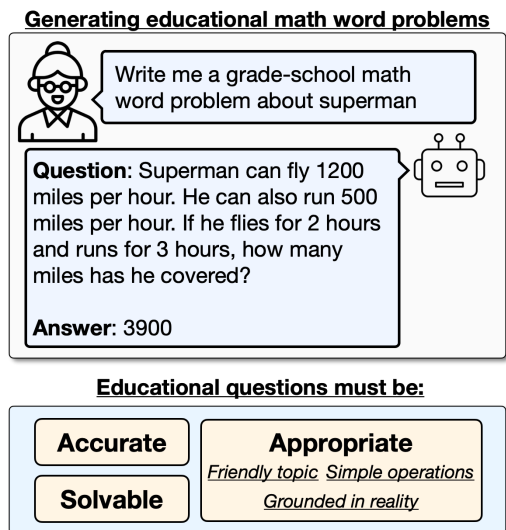 Generating educational math word problems
Write me a grade-school math
word problem about superman
Question: Superman can fly 1200
miles per hour. He can also run 500
miles per hour. If he flies for 2 hours
and runs for 3 hours, how many
miles has he covered?
Answer: 3900
Educational questions must be:
Accurate
Solvable
Appropriate
Friendly topic Simple operations
Grounded in reality